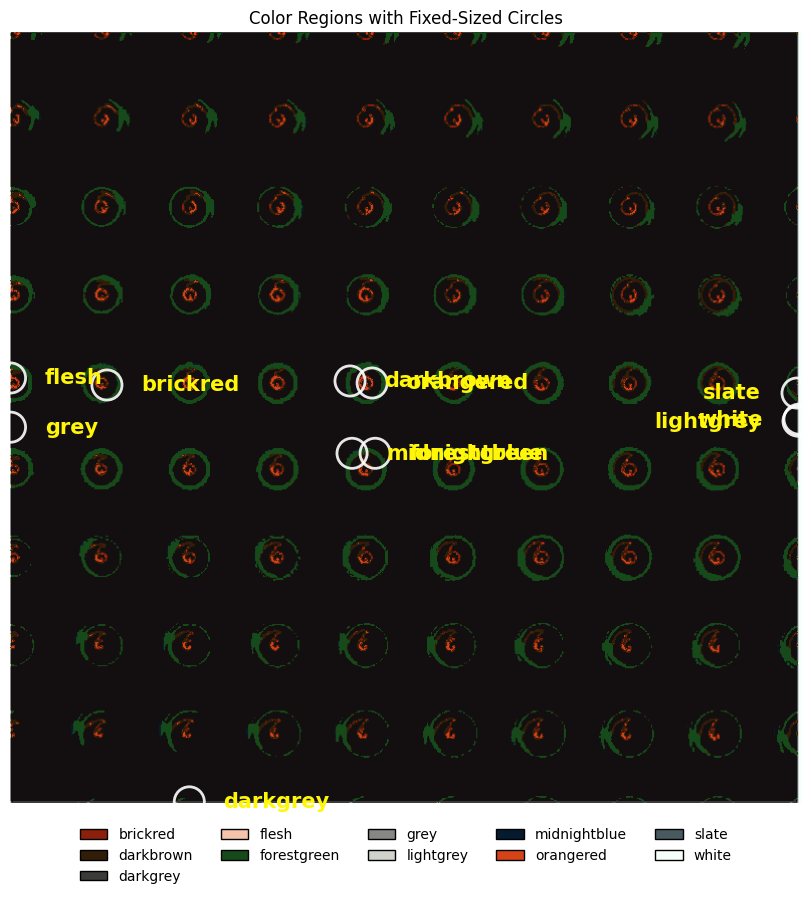 Color Regions with Fixed-Sized Circles
flesh
brickred
darkbrown
orangered
slate
grey
lightgrey
white
midnightblue
forestgreen
darkgrey
brickred
flesh
grey
midnightblue
slate
darkbrown
forestgreen
lightgrey
orangered
white
darkgrey